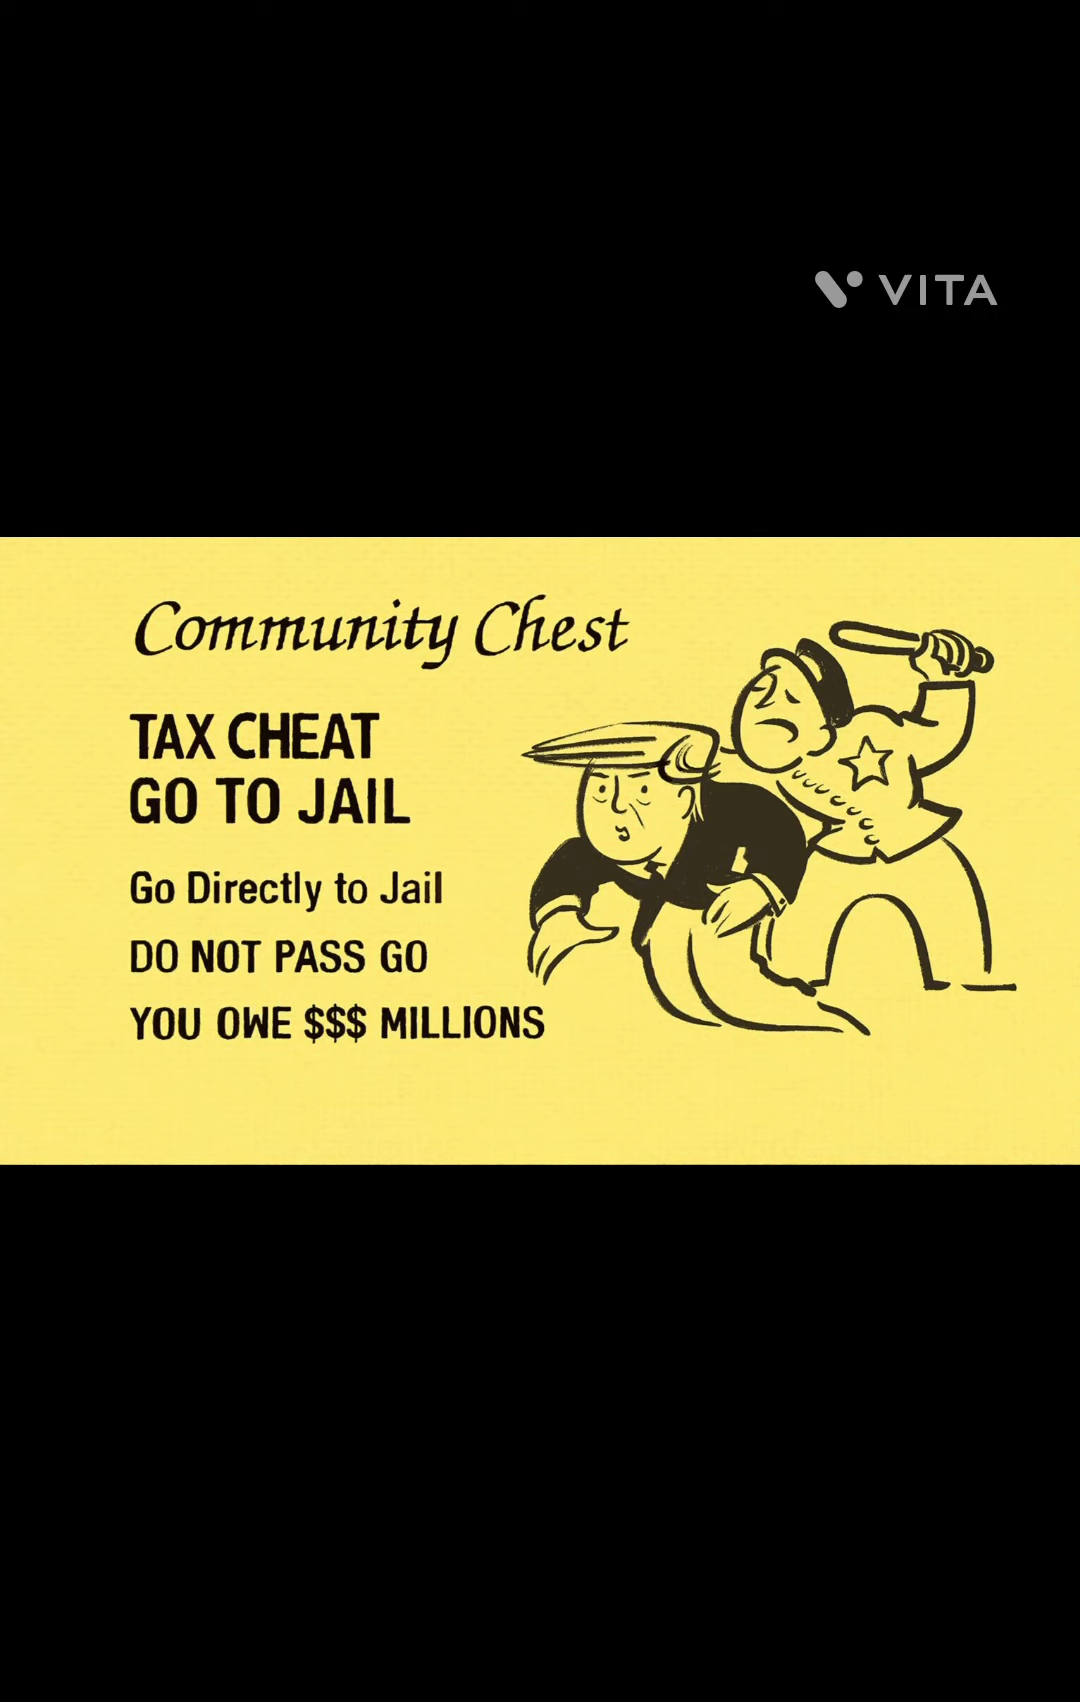 VITA
Community Chest
TAX CHEAT
GO TO JAIL
Go Directly to Jail
DO NOT PASS GO
YOU OWE $$$ MILLIONS